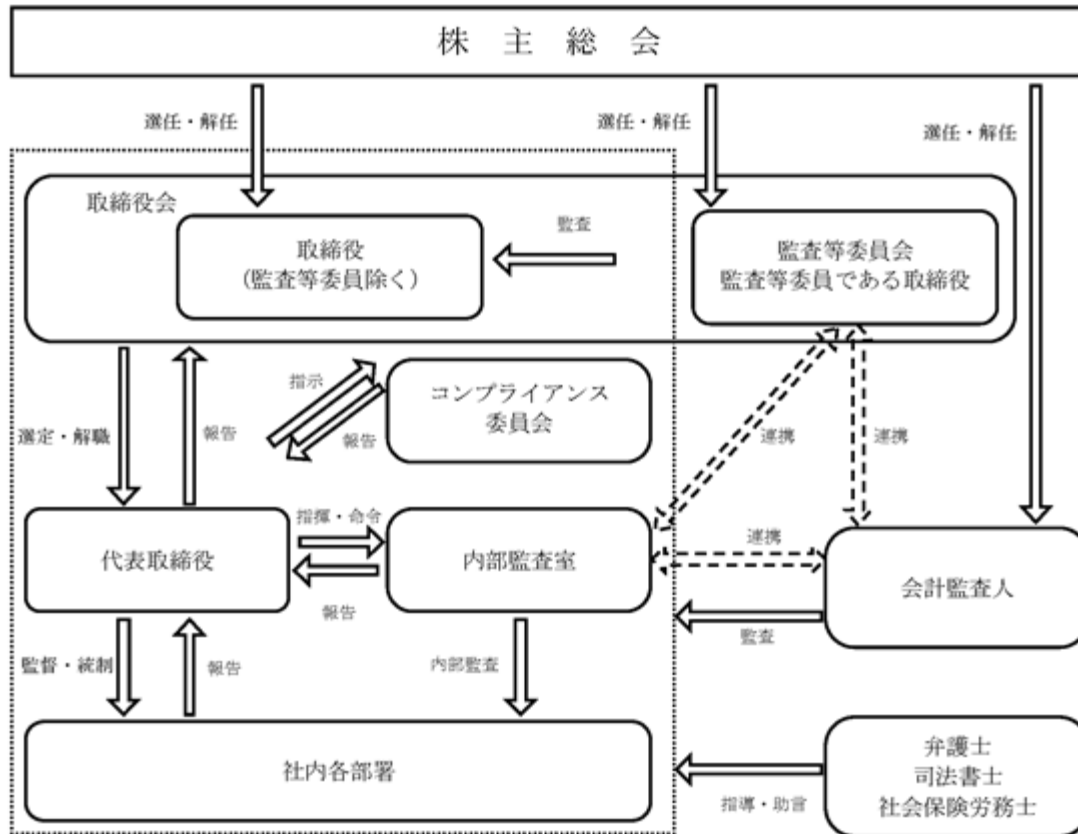 株 主 総 会
選任・解任
選任・解任
選任・解任
取締役会
取締役
(監査等委員除く)
監査
監査等委員会
監査等委員である取締役
指示
コンプライアンス
委員会
選定・解職
報告
報告
連携
連携
指揮・命令
連携
代表取締役
内部監査室
会計監査人
報告
監査
監督・統制
報告
内部監査
弁護士
司法書士
社会保険労務士
社内各部署
指導・助言